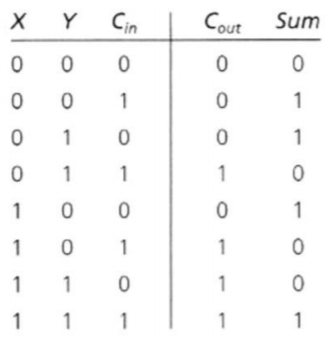 X Y Cin Cout Sum
0 0 0 0 0
0 0 1 0 1
0 1 0 0 1
0 1 1 1 0
1 0 0 0 1
1 0 1 1 0
1 1 0 1 0
1 1 1 1 1